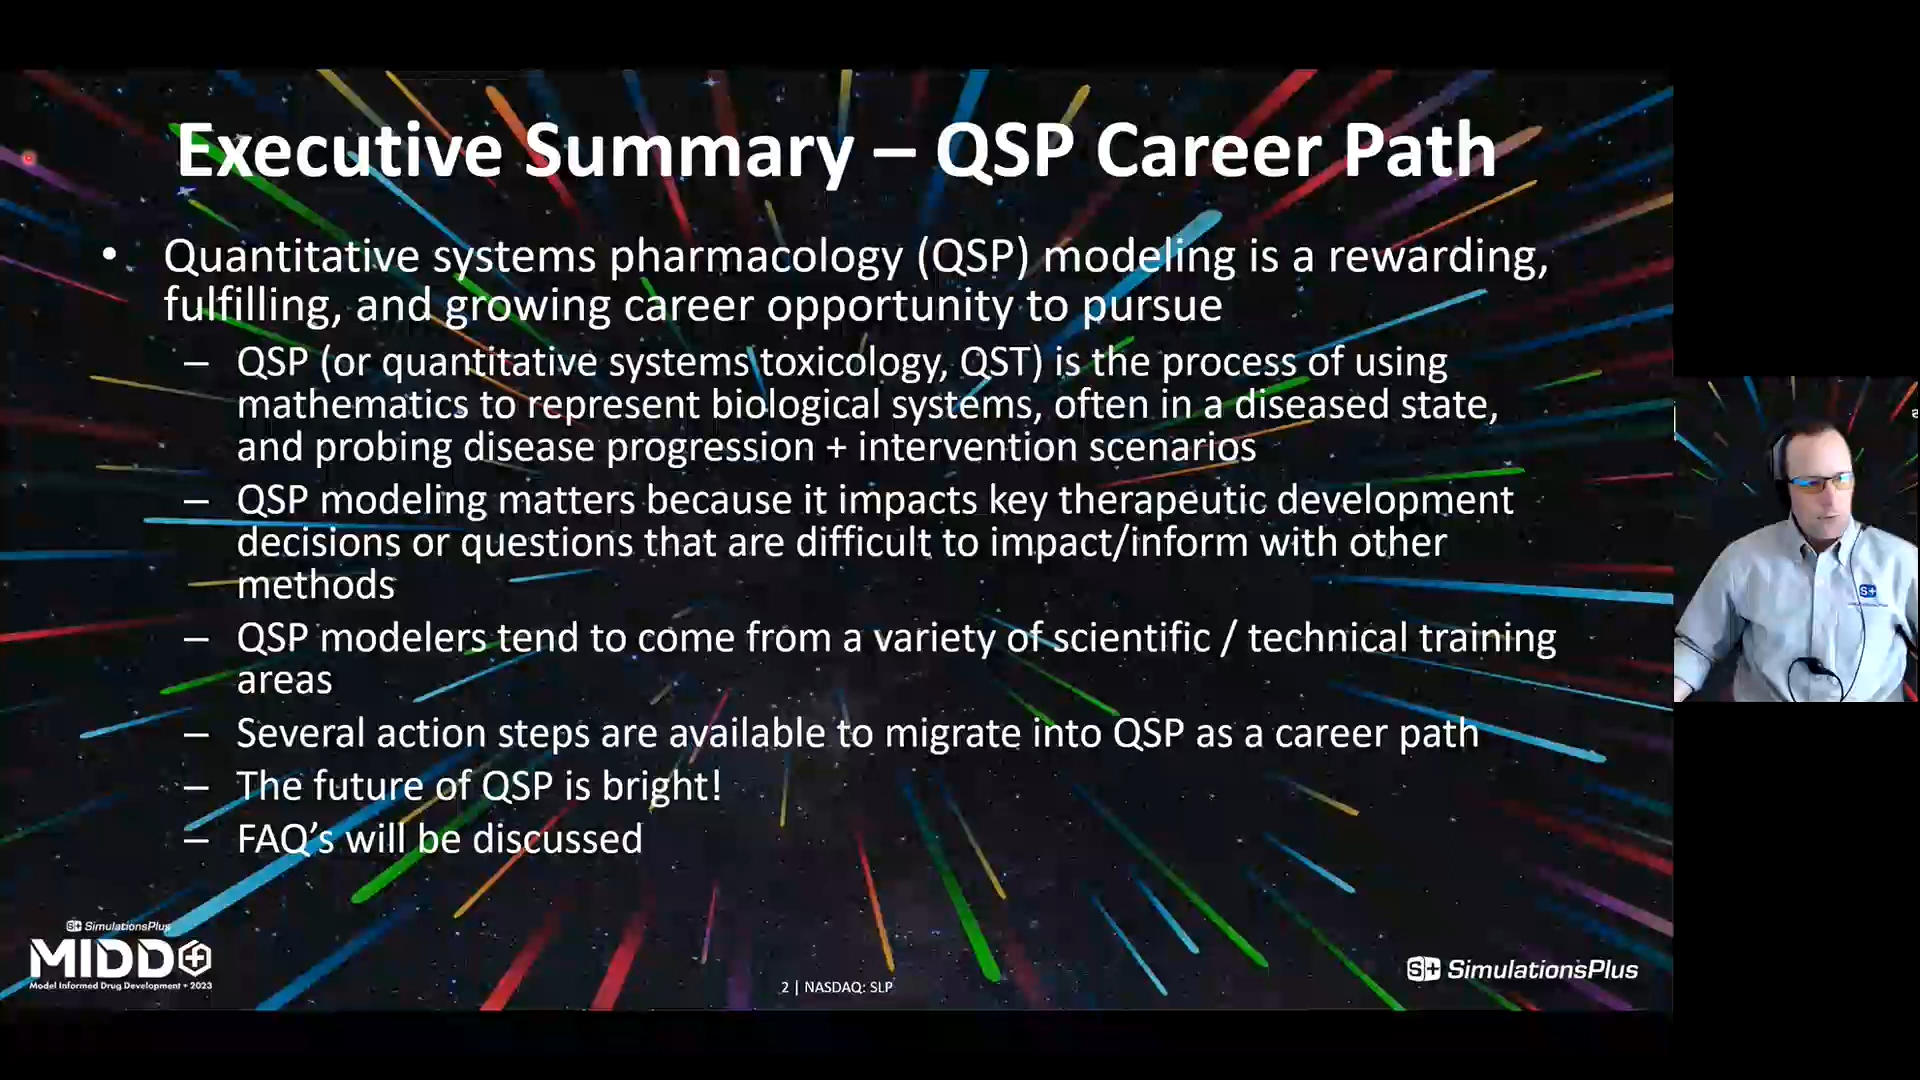 Executive Summary – QSP Career Path
• Quantitative systems pharmacology (QSP) modeling is a rewarding,
fulfilling, and growing career opportunity to pursue
– QSP (or quantitative systems toxicology, QST) is the process of using
mathematics to represent biological systems, often in a diseased state,
and probing disease progression + intervention scenarios
– QSP modeling matters because it impacts key therapeutic development
decisions or questions that are difficult to impact/inform with other
methods
– QSP modelers tend to come from a variety of scientific / technical training
areas
– Several action steps are available to migrate into QSP as a career path
– The future of QSP is bright!
– FAQ’s will be discussed
S+ SimulationsPlus
MIDD+
Model Informed Drug Development + 2023
2 | NASDAQ: SLP
S+ SimulationsPlus
S+